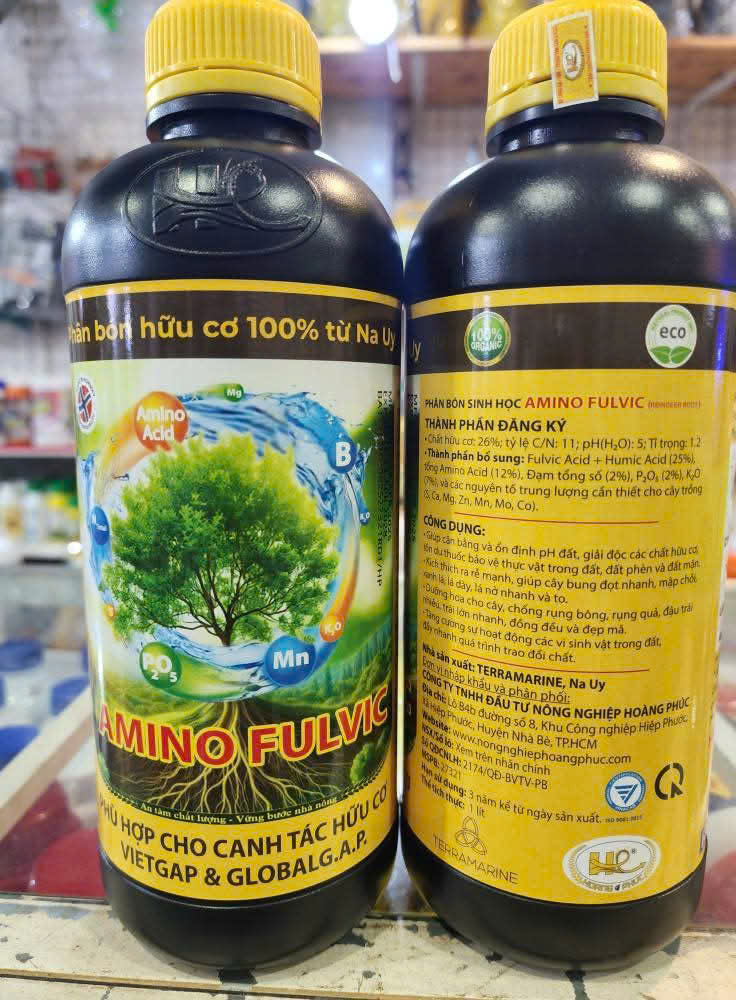 Phân bón hữu cơ 100% từ Na Uy
Amino
Acid
Mg
B
K₂O
K₂O
Mn
P₂O₅
AMINO FULVIC
An tâm chất lượng - Vững bước nhà nông
PHÙ HỢP CHO CANH TÁC HỮU CƠ
VIETGAP & GLOBALG.A.P.
Uy
100%
ORGANIC
eco
PHÂN BÓN SINH HỌC AMINO FULVIC (REINDEER ROOT)
THÀNH PHẦN ĐĂNG KÝ
• Chất hữu cơ: 26%; tỷ lệ C/N: 11; pH(H₂O): 5; Tỉ trọng: 1.2
• Thành phần bổ sung: Fulvic Acid + Humic Acid (25%),
tổng Amino Acid (12%), Đạm tổng số (2%), P₂O₅ (2%), K₂O
(7%), và các nguyên tố trung lượng cần thiết cho cây trồng
(S, Ca, Mg, Zn, Mn, Mo, Co).
CÔNG DỤNG:
• Giúp cân bằng và ổn định pH đất, giải độc các chất hữu cơ,
tồn dư thuốc bảo vệ thực vật trong đất, đất phèn và đất mặn.
• Kích thích ra rễ mạnh, giúp cây bung đọt nhanh, mập chồi,
xanh lá, lá dày, lá nở nhanh và to.
• Dưỡng hoa cho cây, chống rụng bông, rụng quả, đậu trái
nhiều, trái lớn nhanh, đồng đều và đẹp mã.
• Tăng cường sự hoạt động các vi sinh vật trong đất,
đẩy nhanh quá trình trao đổi chất.
Nhà sản xuất: TERRAMARINE, Na Uy
Đơn vị nhập khẩu và phân phối:
CÔNG TY TNHH ĐẦU TƯ NÔNG NGHIỆP HOÀNG PHÚC
Địa chỉ: Lô B4b đường số 8, Khu Công nghiệp Hiệp Phước,
Xã Hiệp Phước, Huyện Nhà Bè, TP.HCM
Website: www.nongnghiephoangphuc.com
NSX/Số lô: Xem trên nhãn chính
Số QĐCNLH: 2174/QĐ-BVTV-PB
MSPB: 27321
Hạn sử dụng: 3 năm kể từ ngày sản xuất.
Thể tích thực: 1 lít
ISO 9001:2015
TERRAMARINE
HP
HOANG PHUC